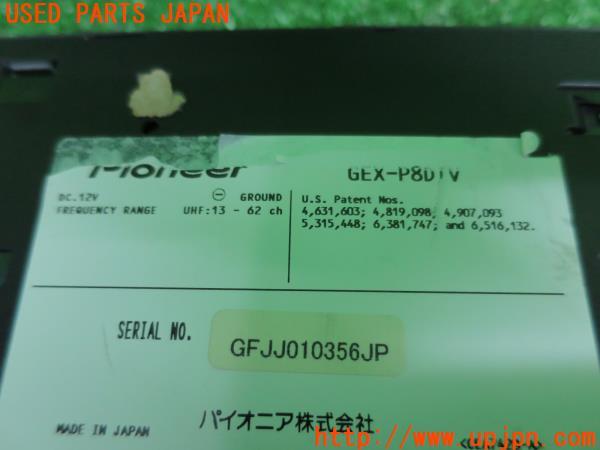 USED PARTS JAPAN
Pioneer GEX-P8DTV
DC.12V ⊖ GROUND
FREQUENCY RANGE UHF:13 - 62 ch
U.S. Patent Nos.
4,631,603; 4,819,098; 4,907,093
5,315,448; 6,381,747; and 6,516,132.
SERIAL NO. GFJJ010356JP
パイオニア株式会社
MADE IN JAPAN
http://www.upjpn.com